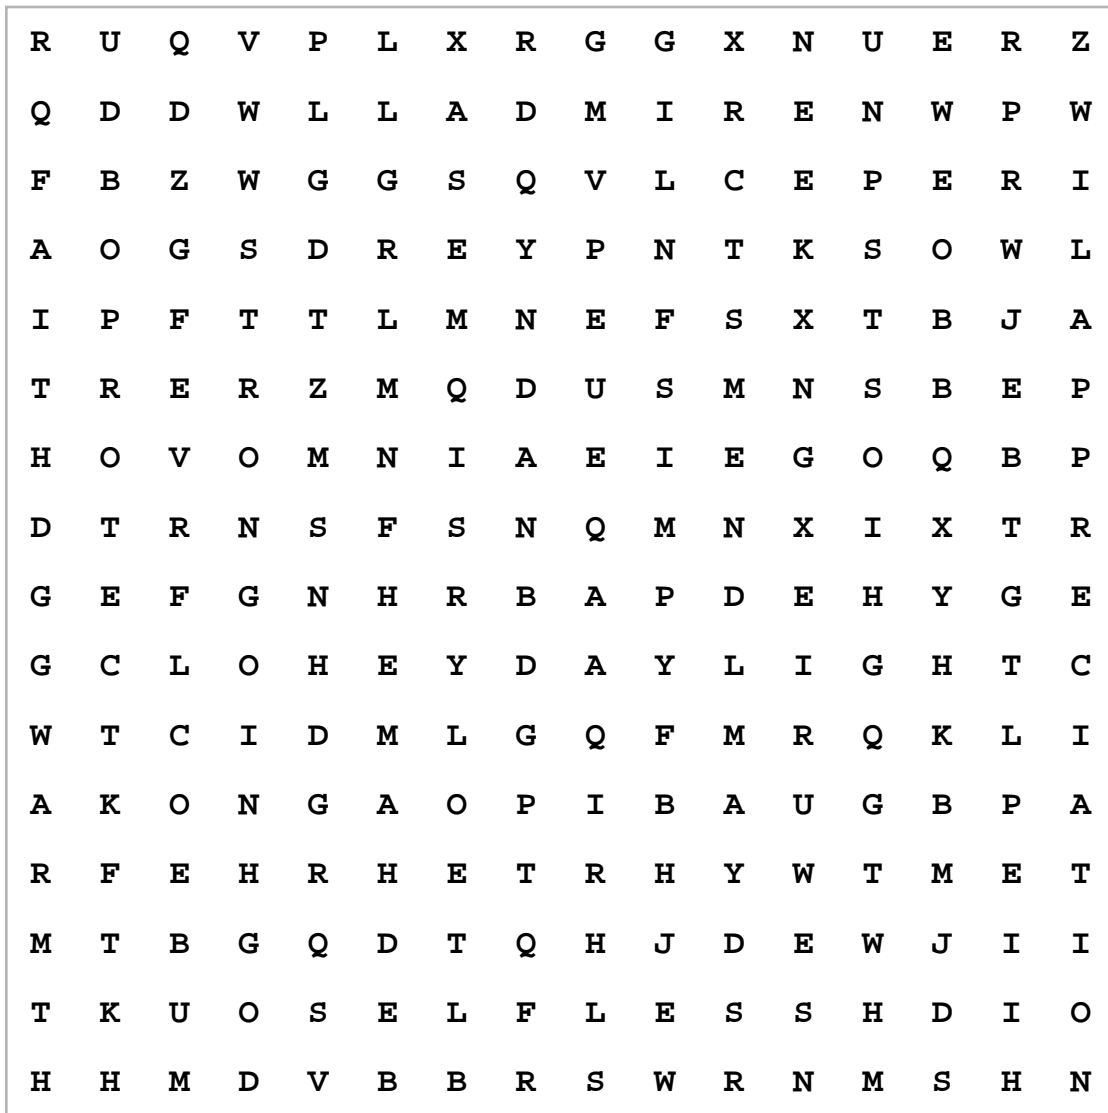 R U Q V P L X R G G X N U E R Z
Q D D W L L A D M I R E N W P W
F B Z W G G S Q V L C E P E R I
A O G S D R E Y P N T K S O W L
I P F T T L M N E F S X T B J A
T R E R Z M Q D U S M N S B E P
H O V O M N I A E I E G O Q B P
D T R N S F S N Q M N X I X T R
G E F G N H R B A P D E H Y G E
G C L O H E Y D A Y L I G H T C
W T C I D M L G Q F M R Q K L I
A K O N G A O P I B A U G B P A
R F E H R H E T R H Y W T M E T
M T B G Q D T Q H J D E W J I I
T K U O S E L F L E S S H D I O
H H M D V B B R S W R N M S H N